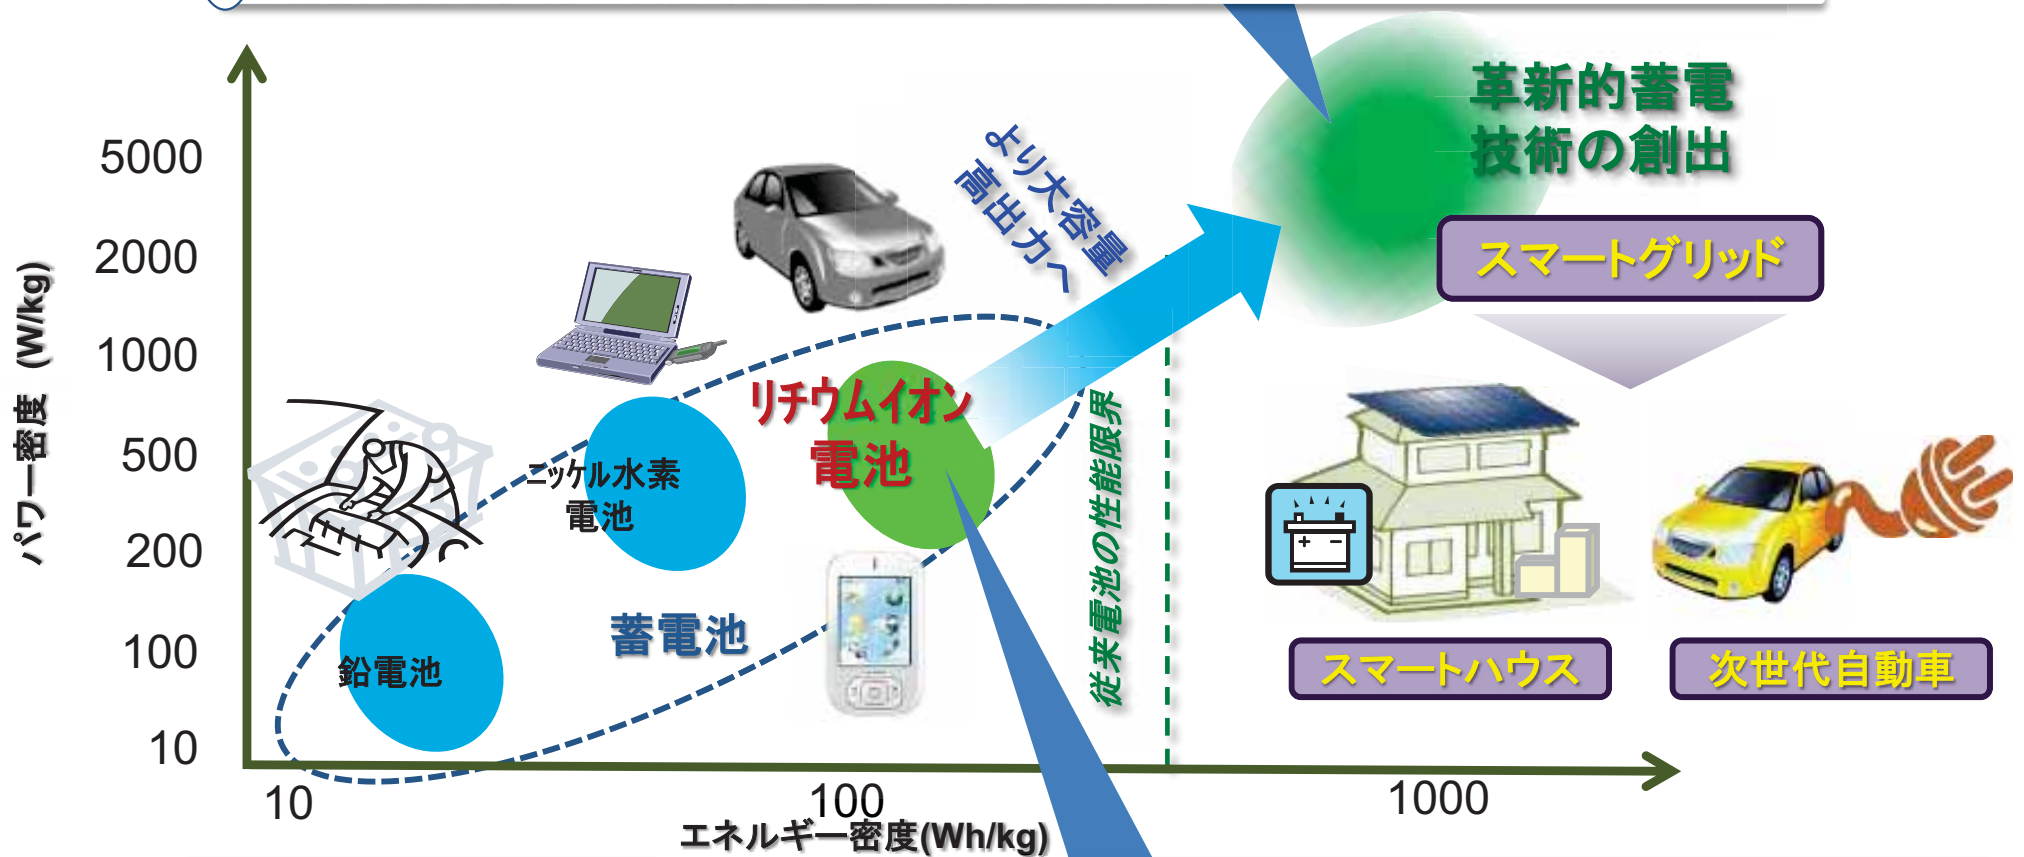 革新的蓄電
技術の創出
スマートグリッド
より大容量
高出力へ
パワー密度 (W/kg)
5000
2000
1000
500
200
100
10
リチウムイオン
電池
ニッケル水素
電池
鉛電池
蓄電池
従来電池の性能限界
スマートハウス
次世代自動車
10
100
1000
エネルギー密度(Wh/kg)